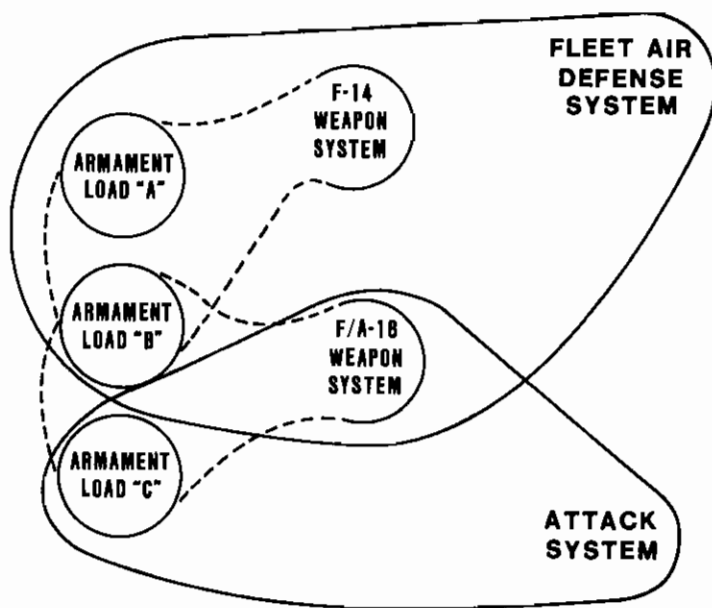 FLEET AIR
DEFENSE
SYSTEM
F-14
WEAPON
SYSTEM
ARMAMENT
LOAD "A"
ARMAMENT
LOAD "B"
F/A-18
WEAPON
SYSTEM
ARMAMENT
LOAD "C"
ATTACK
SYSTEM